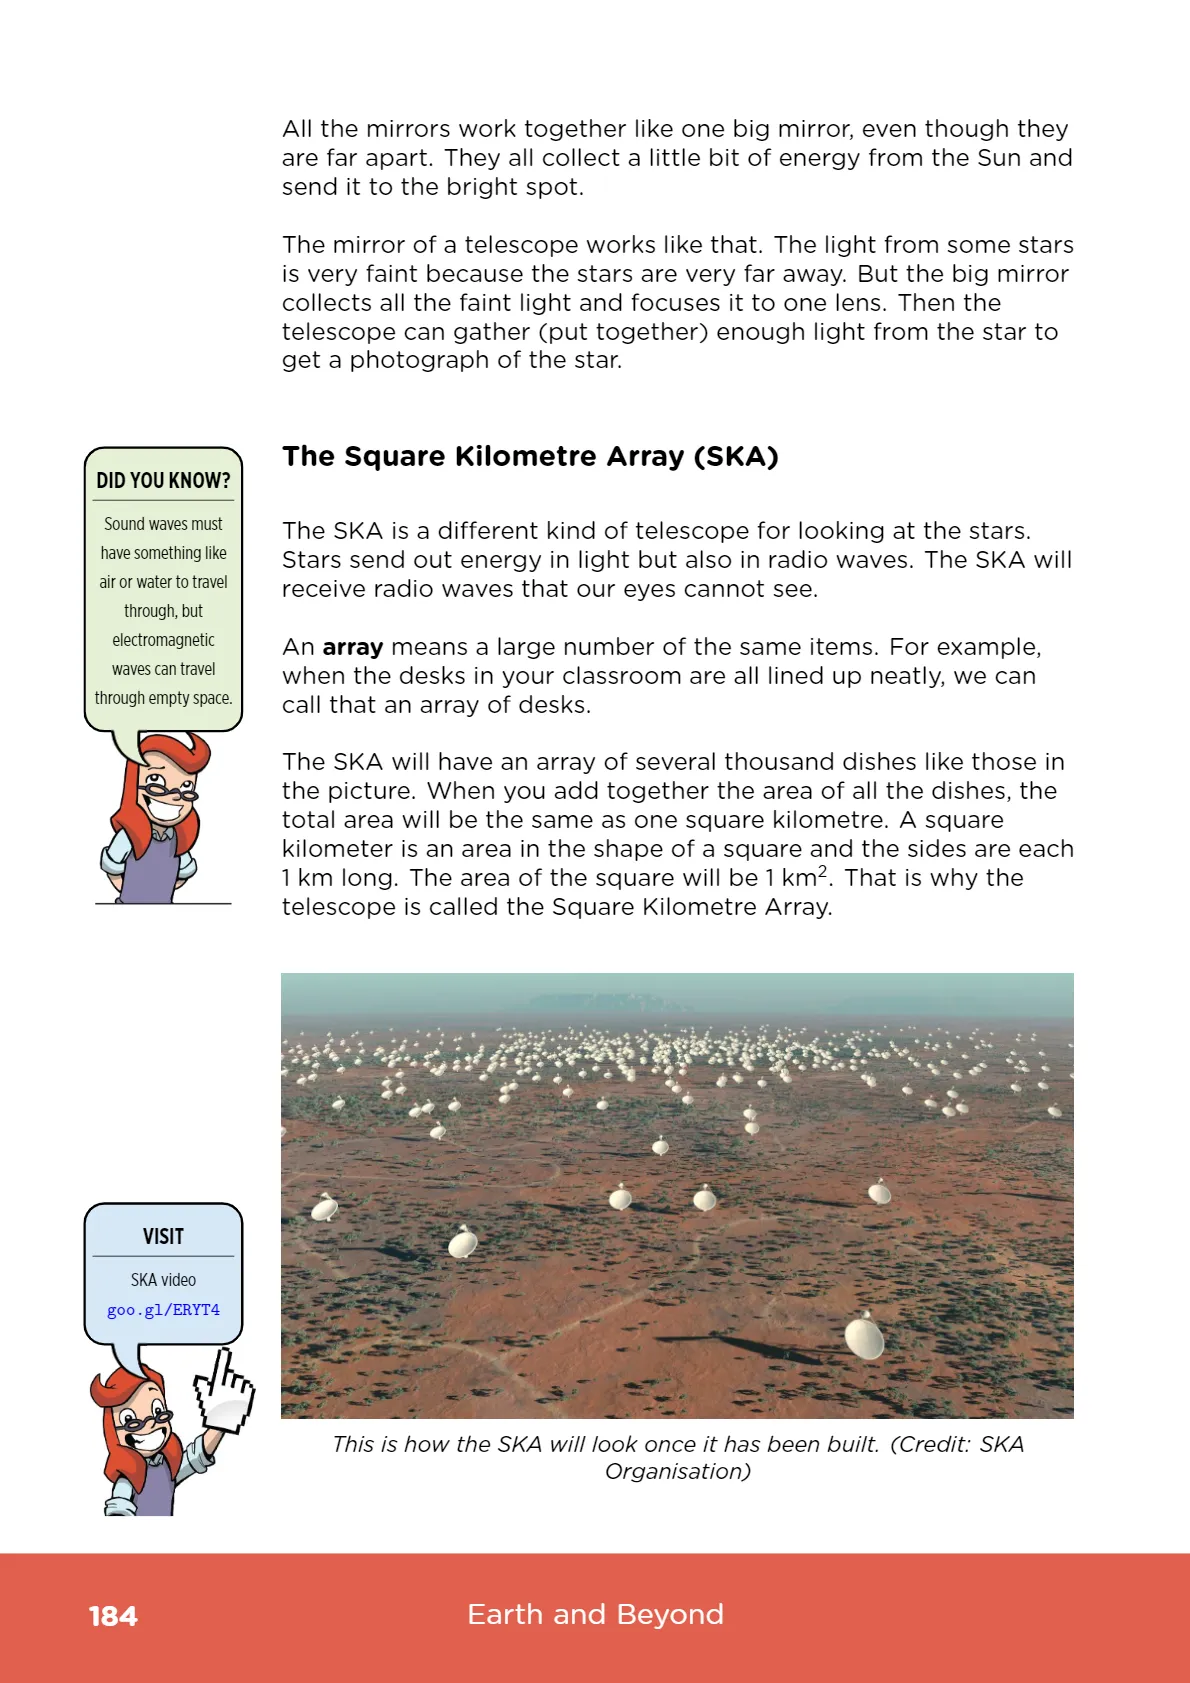 All the mirrors work together like one big mirror, even though they
are far apart. They all collect a little bit of energy from the Sun and
send it to the bright spot.
The mirror of a telescope works like that. The light from some stars
is very faint because the stars are very far away. But the big mirror
collects all the faint light and focuses it to one lens. Then the
telescope can gather (put together) enough light from the star to
get a photograph of the star.
The Square Kilometre Array (SKA)
DID YOU KNOW?
Sound waves must
have something like
air or water to travel
through, but
electromagnetic
waves can travel
through empty space.
The SKA is a different kind of telescope for looking at the stars.
Stars send out energy in light but also in radio waves. The SKA will
receive radio waves that our eyes cannot see.
An array means a large number of the same items. For example,
when the desks in your classroom are all lined up neatly, we can
call that an array of desks.
The SKA will have an array of several thousand dishes like those in
the picture. When you add together the area of all the dishes, the
total area will be the same as one square kilometre. A square
kilometer is an area in the shape of a square and the sides are each
1 km long. The area of the square will be 1 km². That is why the
telescope is called the Square Kilometre Array.
VISIT
SKA video
goo.gl/ERYT4
This is how the SKA will look once it has been built. (Credit: SKA
Organisation)
184
Earth and Beyond